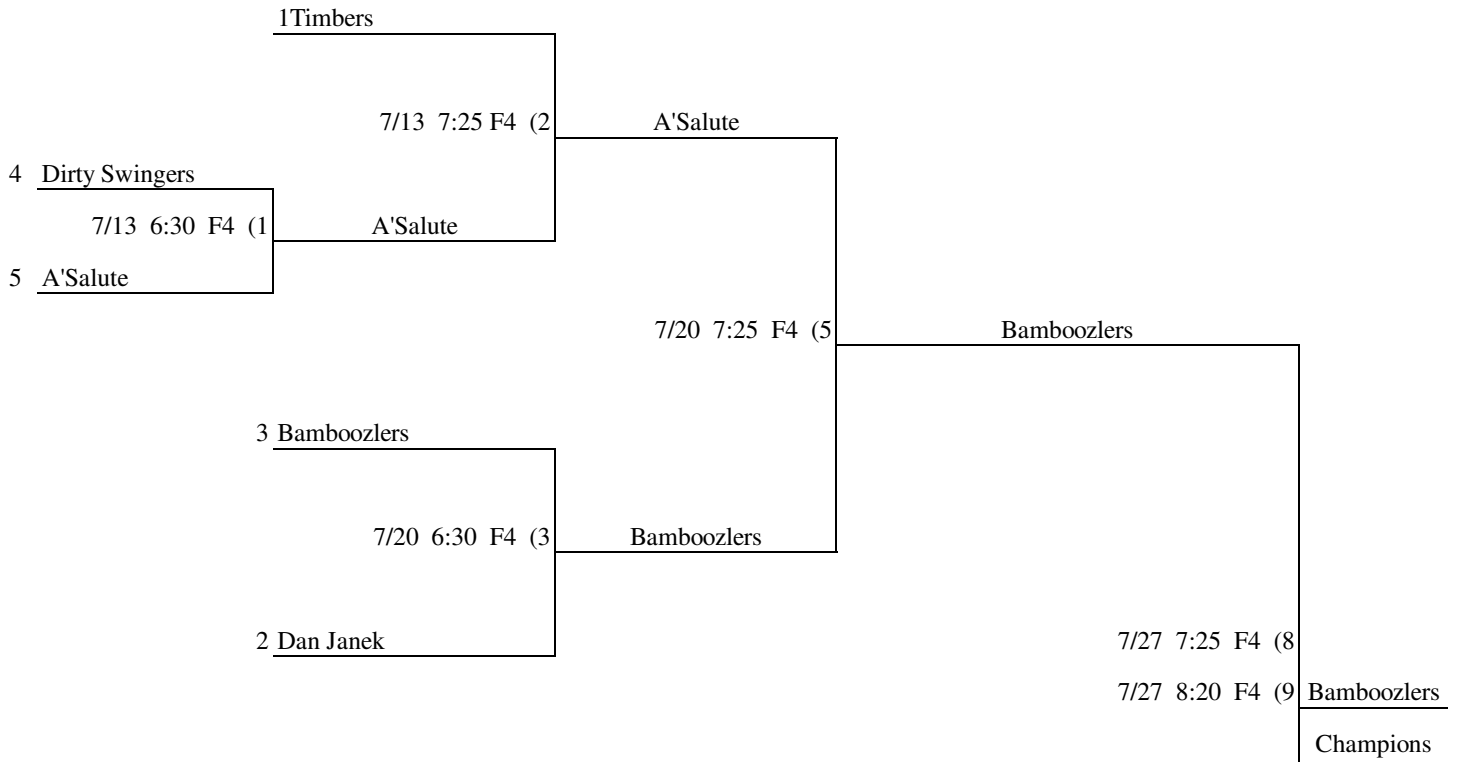 1Timbers
7/13 7:25 F4 (2 A'Salute
4 Dirty Swingers
7/13 6:30 F4 (1 A'Salute
5 A'Salute
7/20 7:25 F4 (5 Bamboozlers
3 Bamboozlers
7/20 6:30 F4 (3 Bamboozlers
2 Dan Janek 7/27 7:25 F4 (8
7/27 8:20 F4 (9 Bamboozlers
Champions